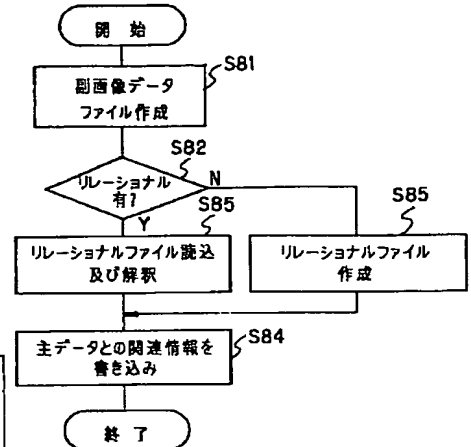 開 始
S81
副画像データ
ファイル作成
S82
リレーショナル
有?
N
Y
S85
S85
リレーショナルファイル読込
及び解釈
リレーショナルファイル
作成
S84
主データとの関連情報を
書き込み
終 了